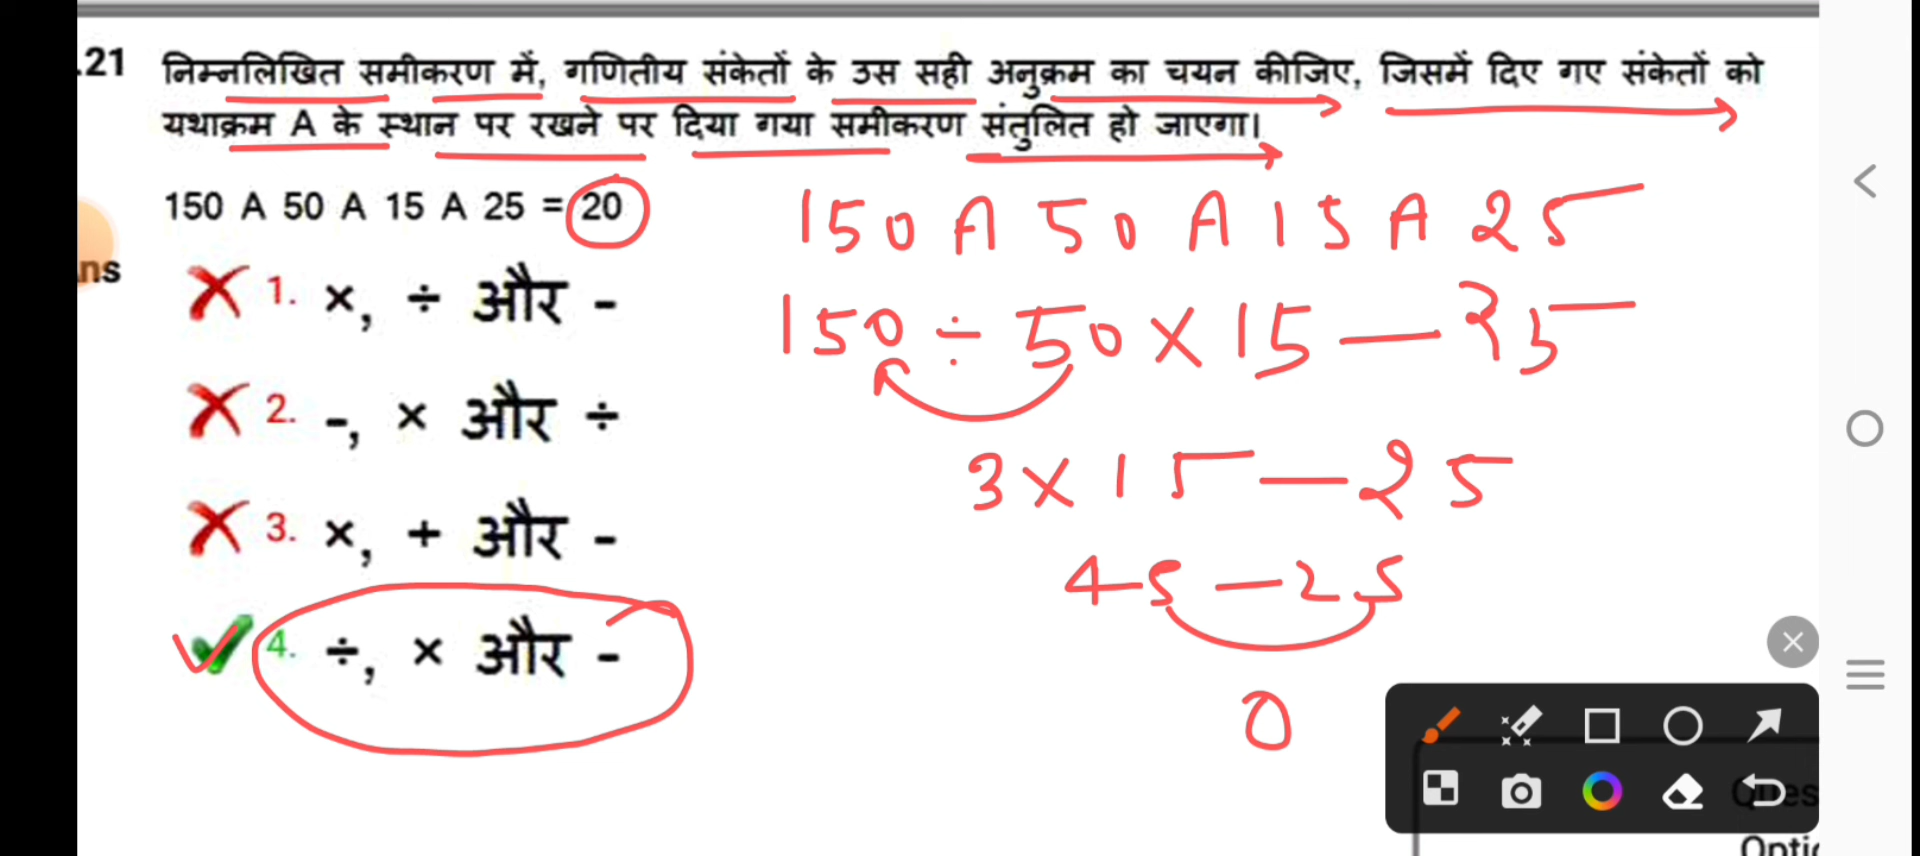 .21 निम्नलिखित समीकरण में, गणितीय संकेतों के उस सही अनुक्रम का चयन कीजिए, जिसमें दिए गए संकेतों को
यथाक्रम A के स्थान पर रखने पर दिया गया समीकरण संतुलित हो जाएगा।
150 A 50 A 15 A 25 = 20
ns
1. ×, ÷ और -
2. -, × और ÷
3. ×, + और -
4. ÷, × और -
150 A 50 A 15 A 25
150 ÷ 50 × 15 — 25
3 × 15 — 25
45 — 25
0
Ques
Optic